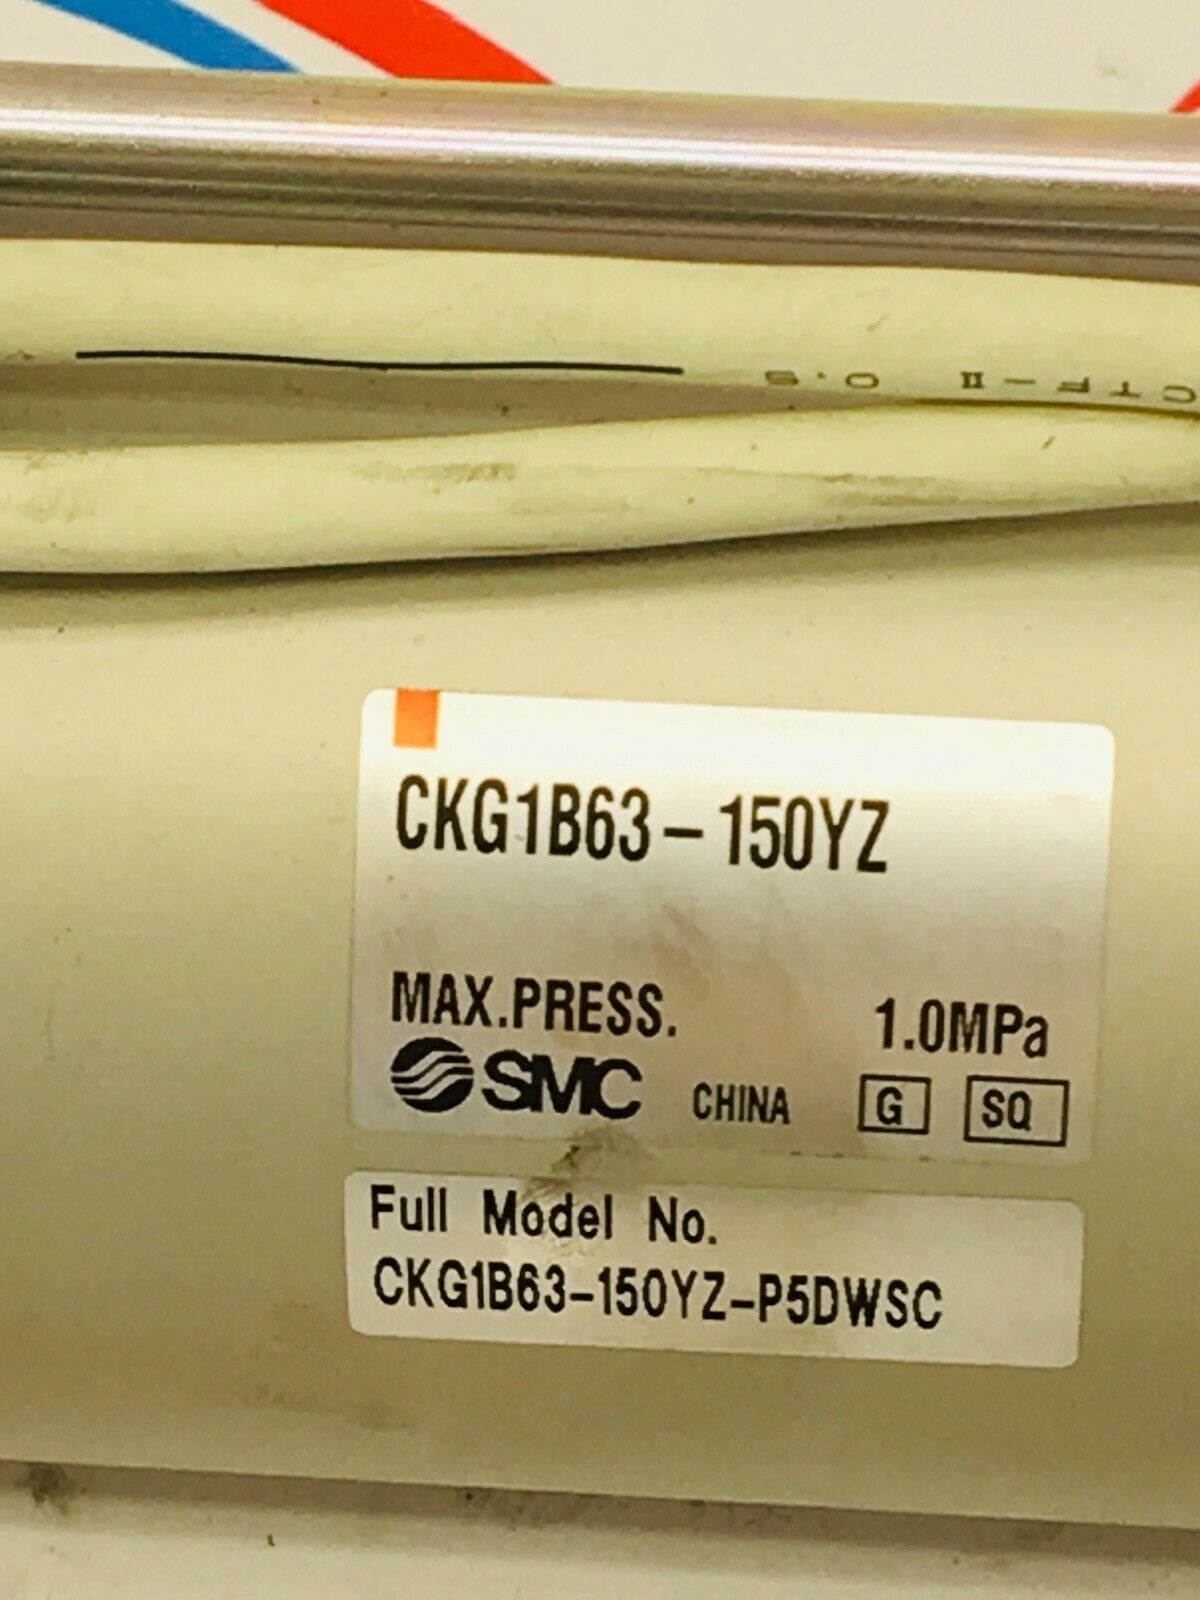 CKG1B63-150YZ
MAX.PRESS. 1.0MPa
SMC CHINA G SQ
Full Model No.
CKG1B63-150YZ-P5DWSC